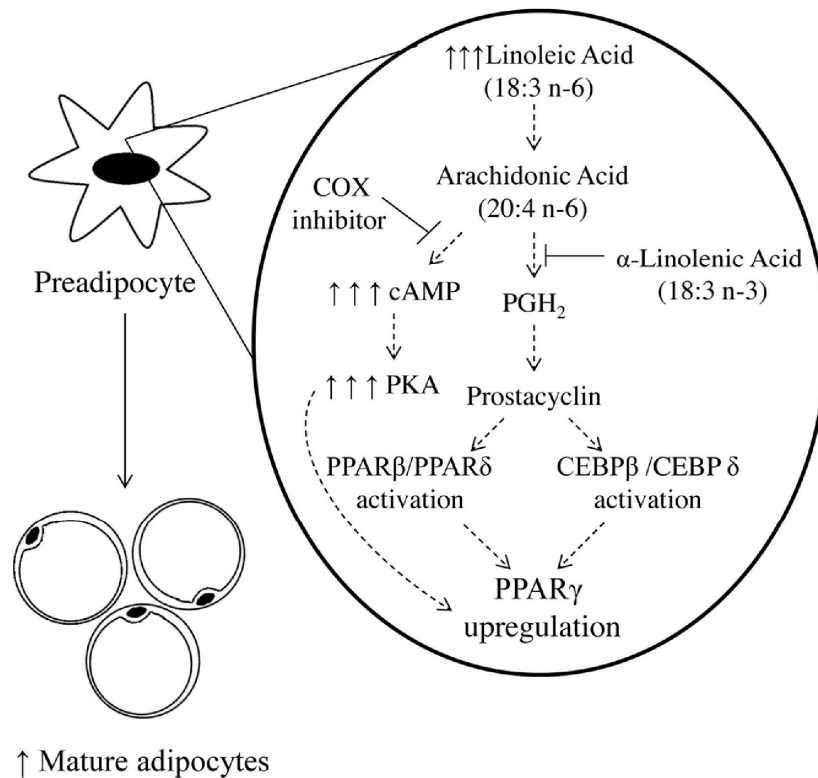 ↑↑↑Linoleic Acid
(18:3 n-6)
Arachidonic Acid
(20:4 n-6)
COX
inhibitor
α-Linolenic Acid
(18:3 n-3)
Preadipocyte
↑ ↑ ↑ cAMP
PGH₂
↑ ↑ ↑ PKA
Prostacyclin
PPARβ/PPARδ
activation
CEBPβ /CEBP δ
activation
PPARγ
upregulation
↑ Mature adipocytes